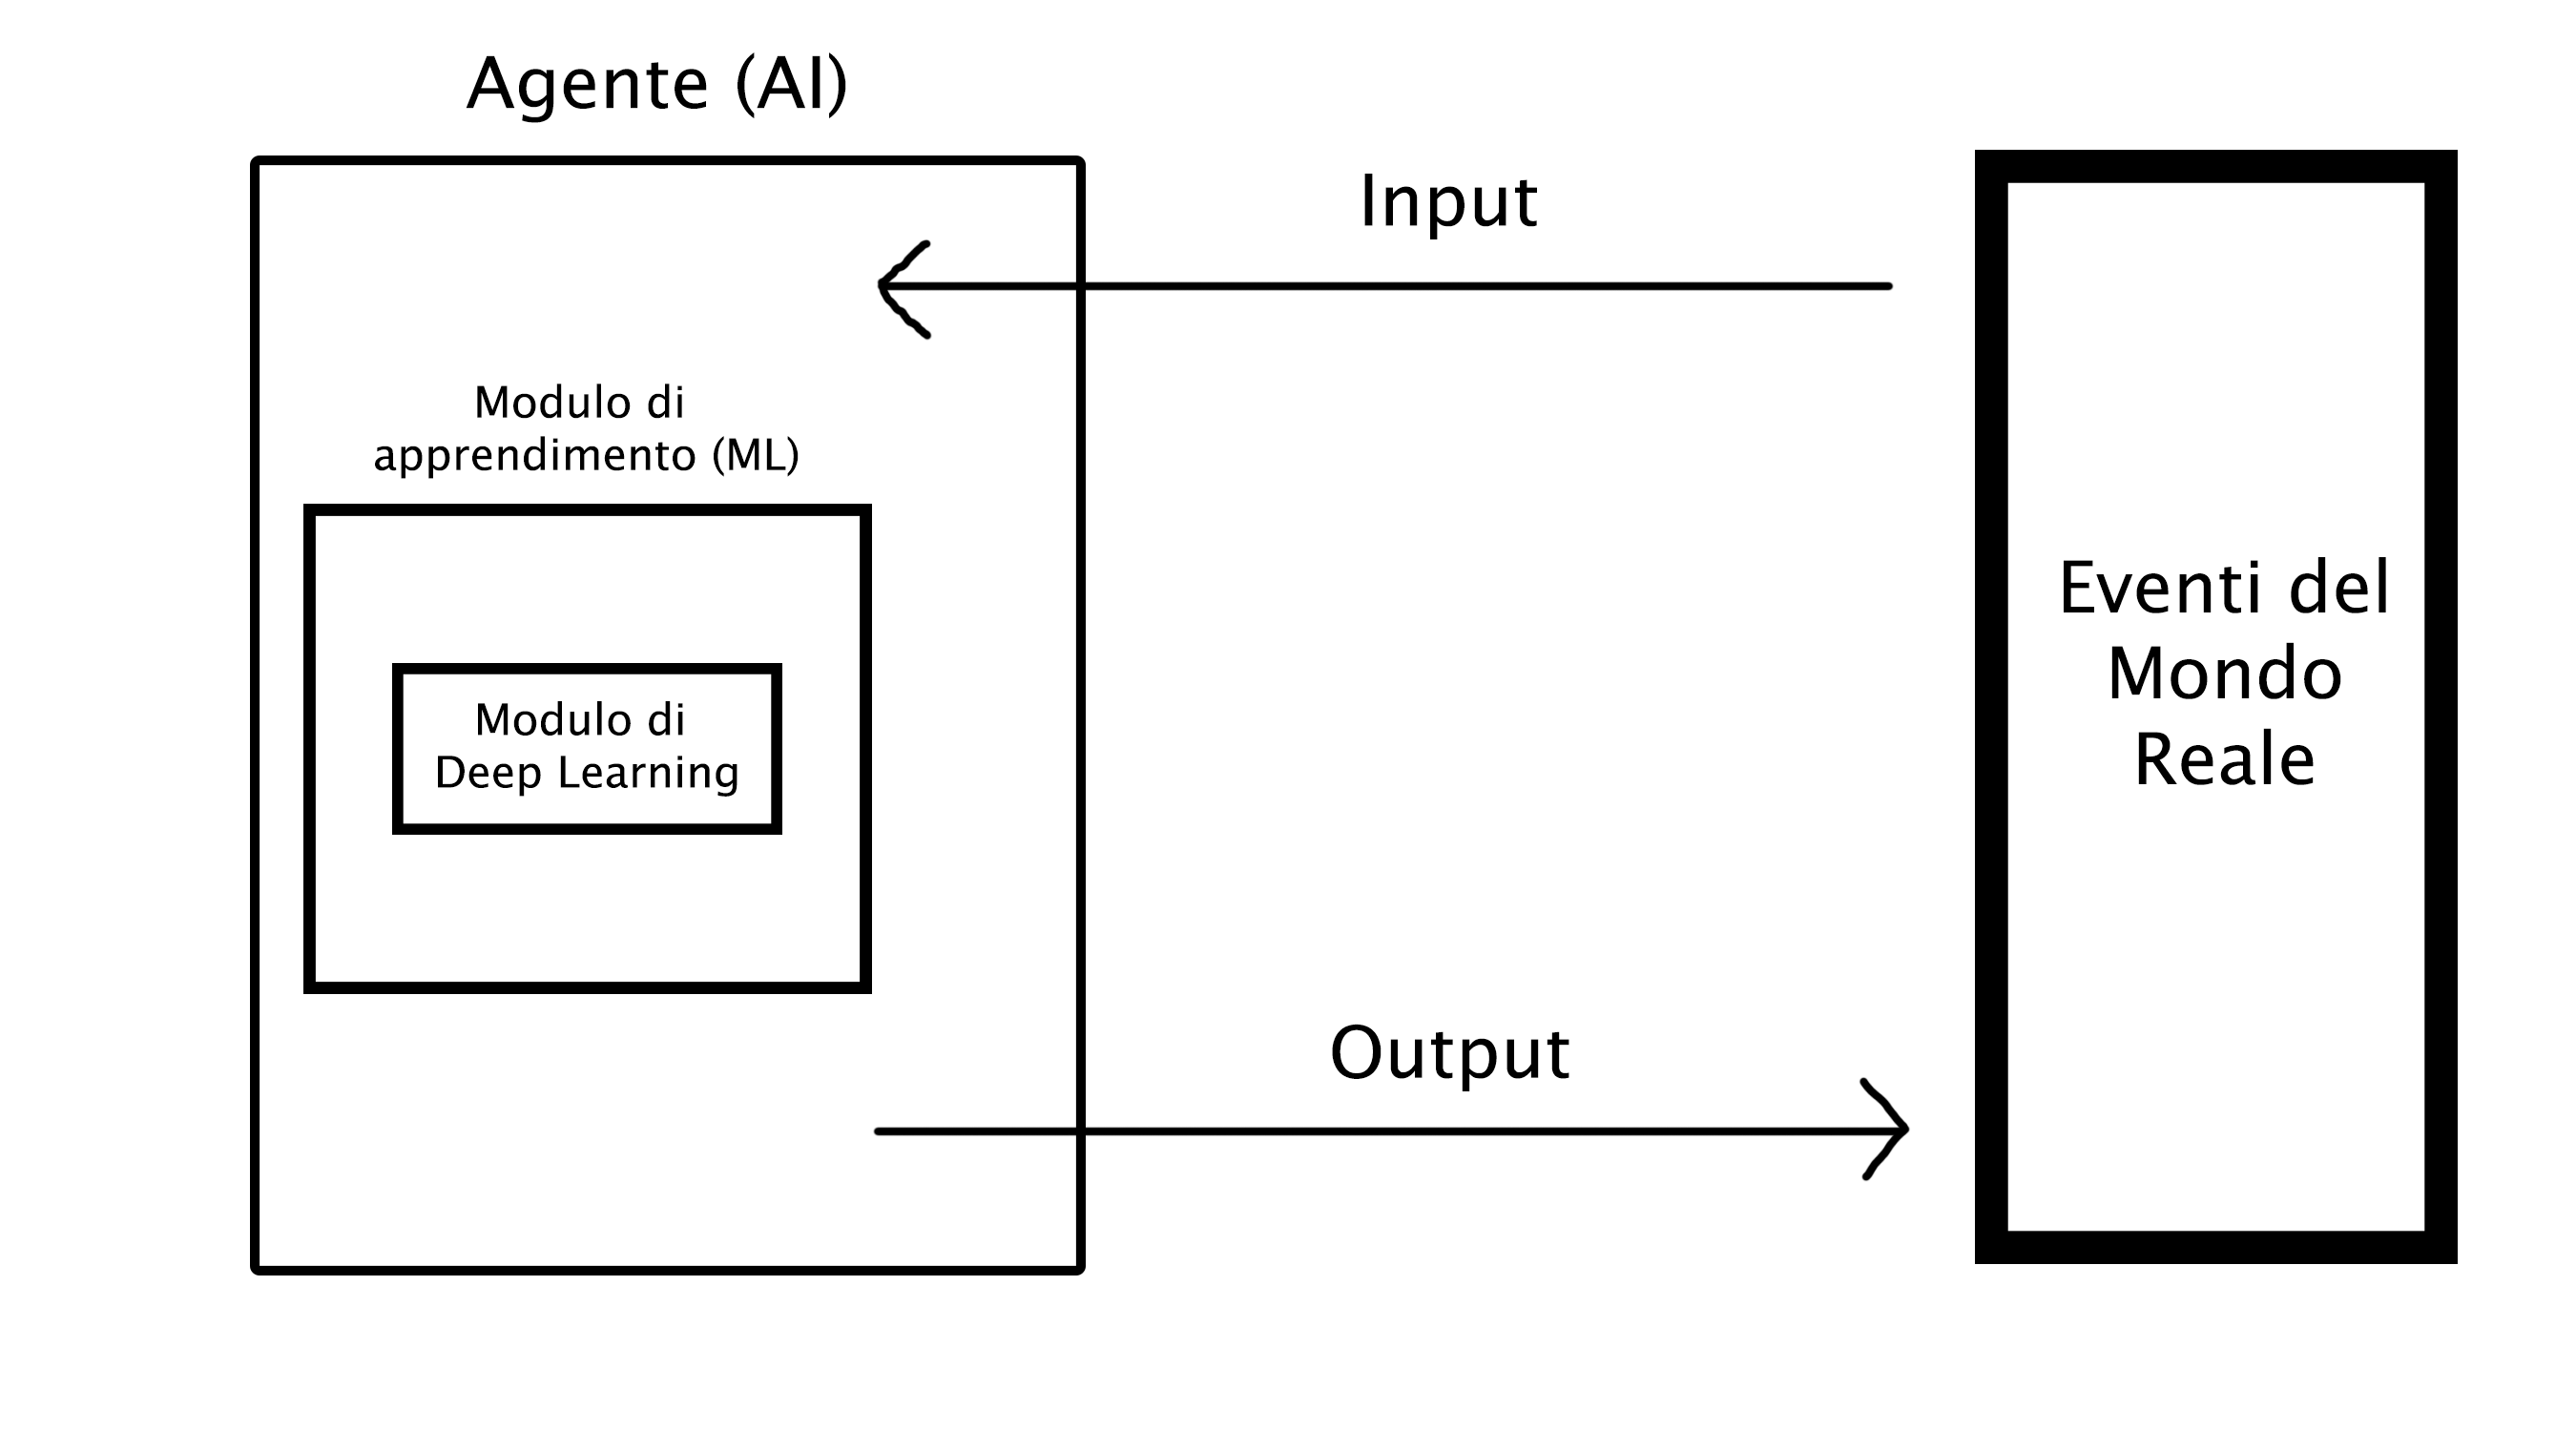 Agente (AI)
Input
Modulo di
apprendimento (ML)
Modulo di
Deep Learning
Eventi del
Mondo
Reale
Output